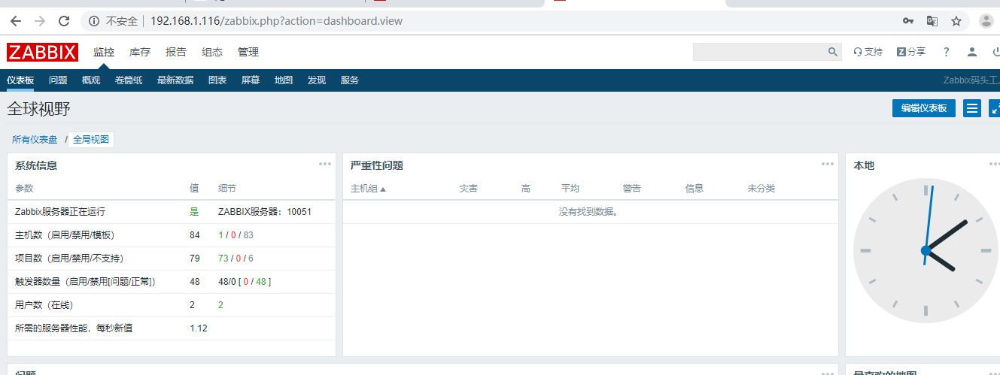 不安全 192.168.1.116/zabbix.php?action=dashboard.view
ZABBIX 监控 库存 报告 组态 管理 支持 Z 分享 ?
仪表板 问题 概观 卷筒纸 最新数据 图表 屏幕 地图 发现 服务 Zabbix码头工
全球视野 编辑仪表板
所有仪表盘 / 全局视图
系统信息
参数 值 细节
Zabbix服务器正在运行 是 ZABBIX服务器：10051
主机数（启用/禁用/模板） 84 1 / 0 / 83
项目数（启用/禁用/不支持） 79 73 / 0 / 6
触发器数量（启用/禁用[问题/正常]） 48 48/0 [ 0 / 48 ]
用户数（在线） 2 2
所需的服务器性能，每秒新值 1.12
严重性问题
主机组 灾害 高 平均 警告 信息 未分类
没有找到数据。
本地
问题
最喜欢的地图